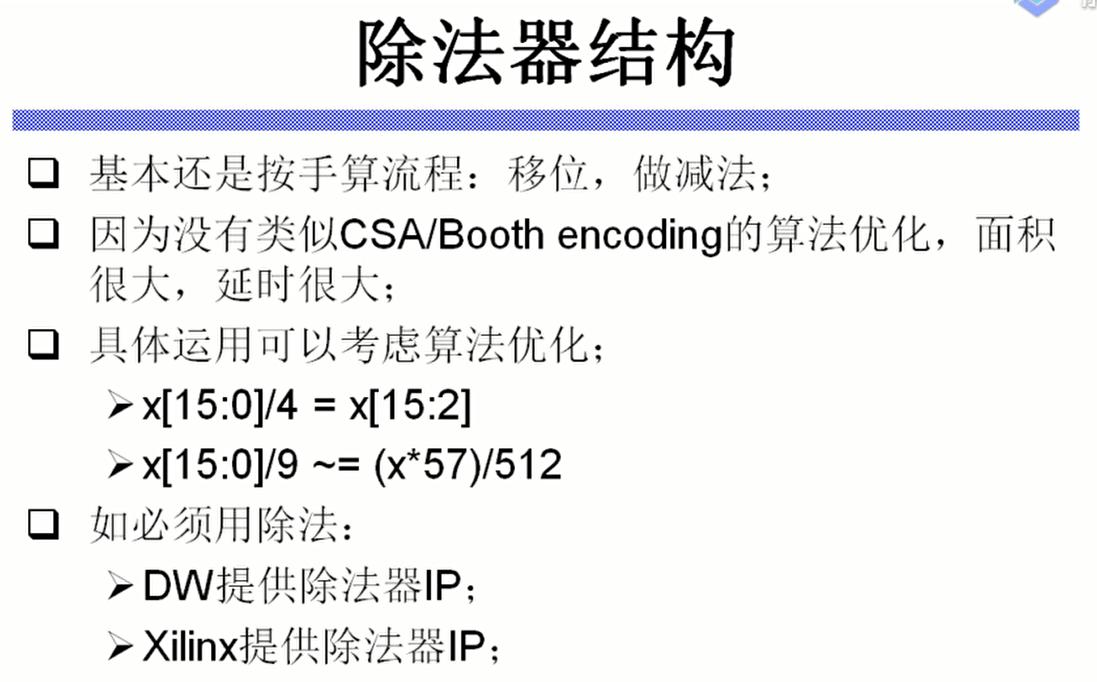 除法器结构
基本还是按手算流程：移位，做减法；
因为没有类似CSA/Booth encoding的算法优化，面积
很大，延时很大；
具体运用可以考虑算法优化；
x[15:0]/4 = x[15:2]
x[15:0]/9 ~= (x*57)/512
如必须用除法：
DW提供除法器IP；
Xilinx提供除法器IP；